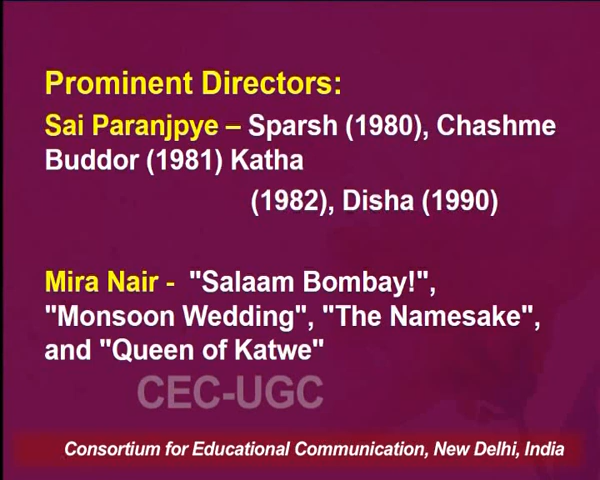 Prominent Directors:
Sai Paranjpye – Sparsh (1980), Chashme
Buddor (1981) Katha
(1982), Disha (1990)
Mira Nair - "Salaam Bombay!",
"Monsoon Wedding", "The Namesake",
and "Queen of Katwe"
CEC-UGC
Consortium for Educational Communication, New Delhi, India